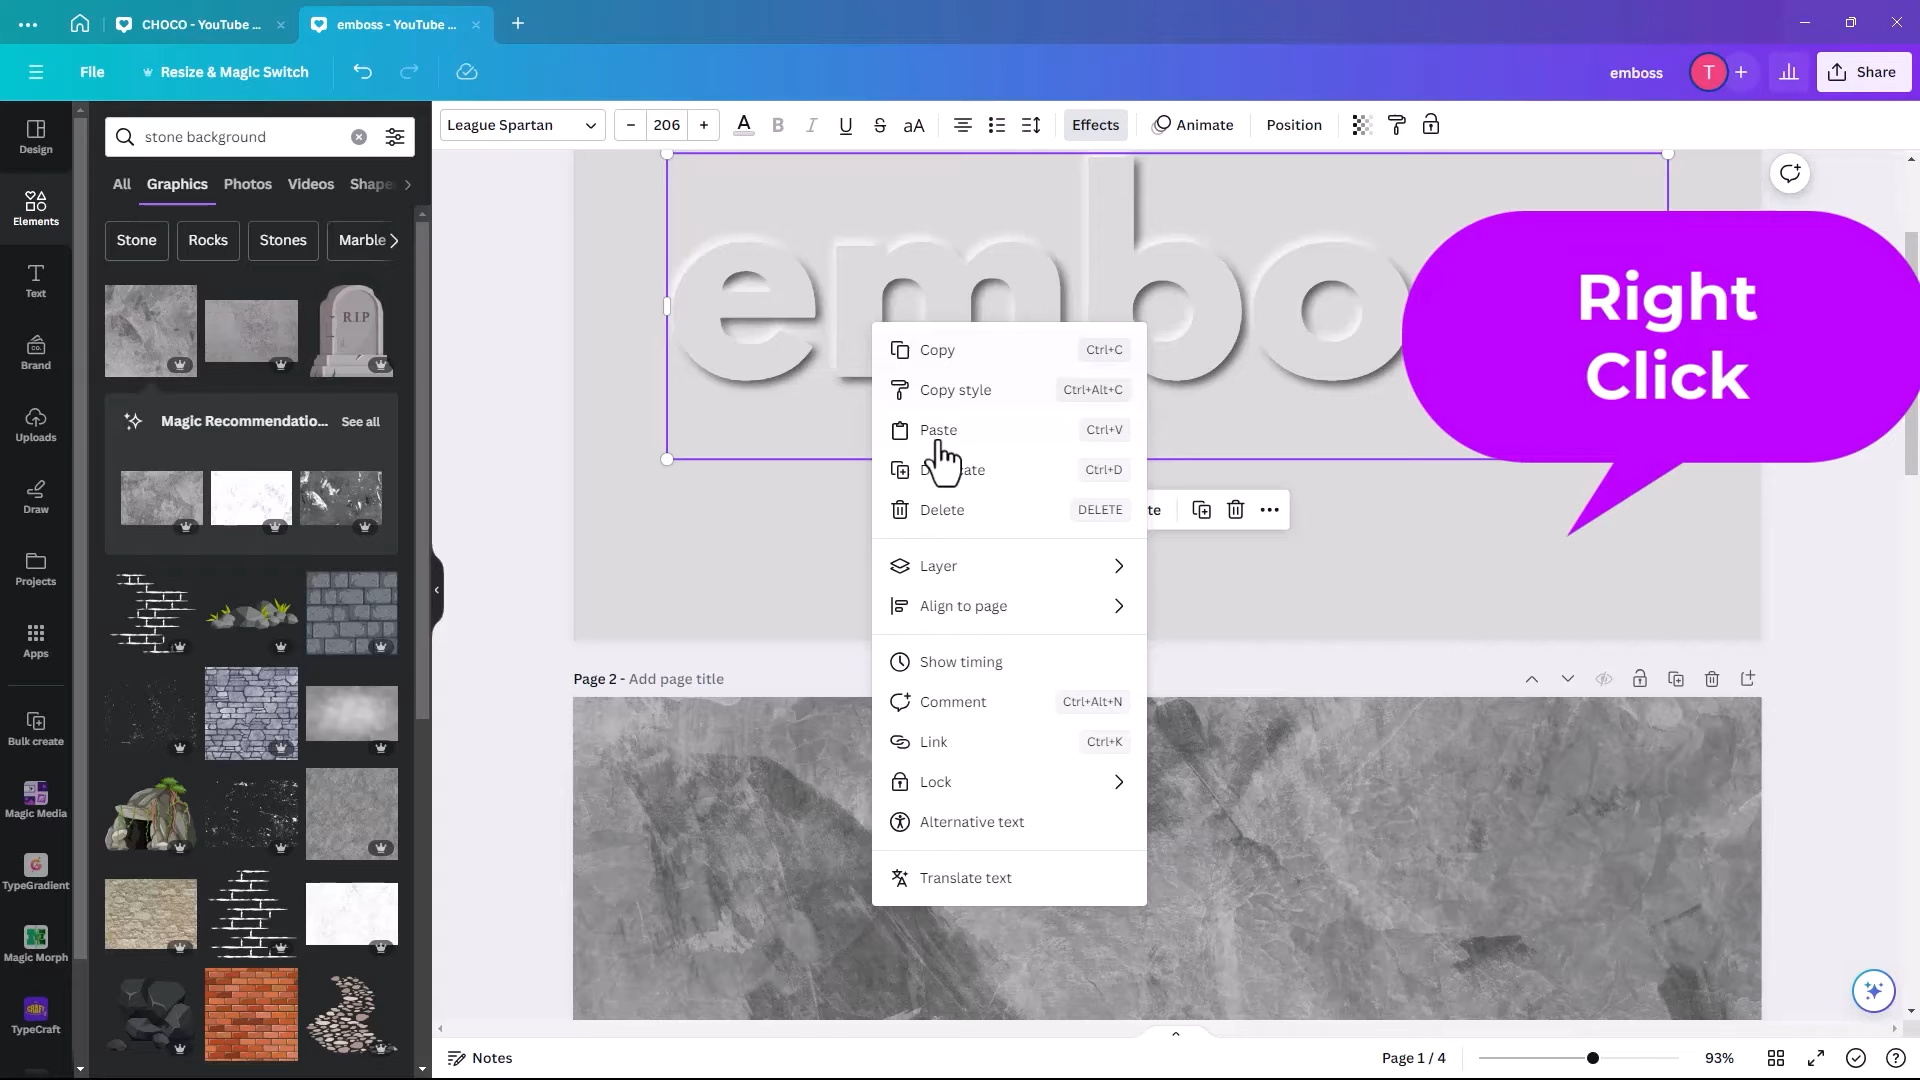 CHOCO - YouTube ...
emboss - YouTube ...
File
Resize & Magic Switch
emboss
T
Share
Design
Elements
Text
Brand
Uploads
Draw
Projects
Apps
Bulk create
Magic Media
TypeGradient
Magic Morph
TypeCraft
stone background
All
Graphics
Photos
Videos
Shape
Stone
Rocks
Stones
Marble
RIP
Magic Recommendatio...
See all
League Spartan
206
A
B
I
U
S
aA
Effects
Animate
Position
embo
Right
Click
Copy Ctrl+C
Copy style Ctrl+Alt+C
Paste Ctrl+V
Ctrl+D
Delete DELETE
Layer
Align to page
Show timing
Comment Ctrl+Alt+N
Link Ctrl+K
Lock
Alternative text
Translate text
Page 2 - Add page title
Notes
Page 1 / 4
93%